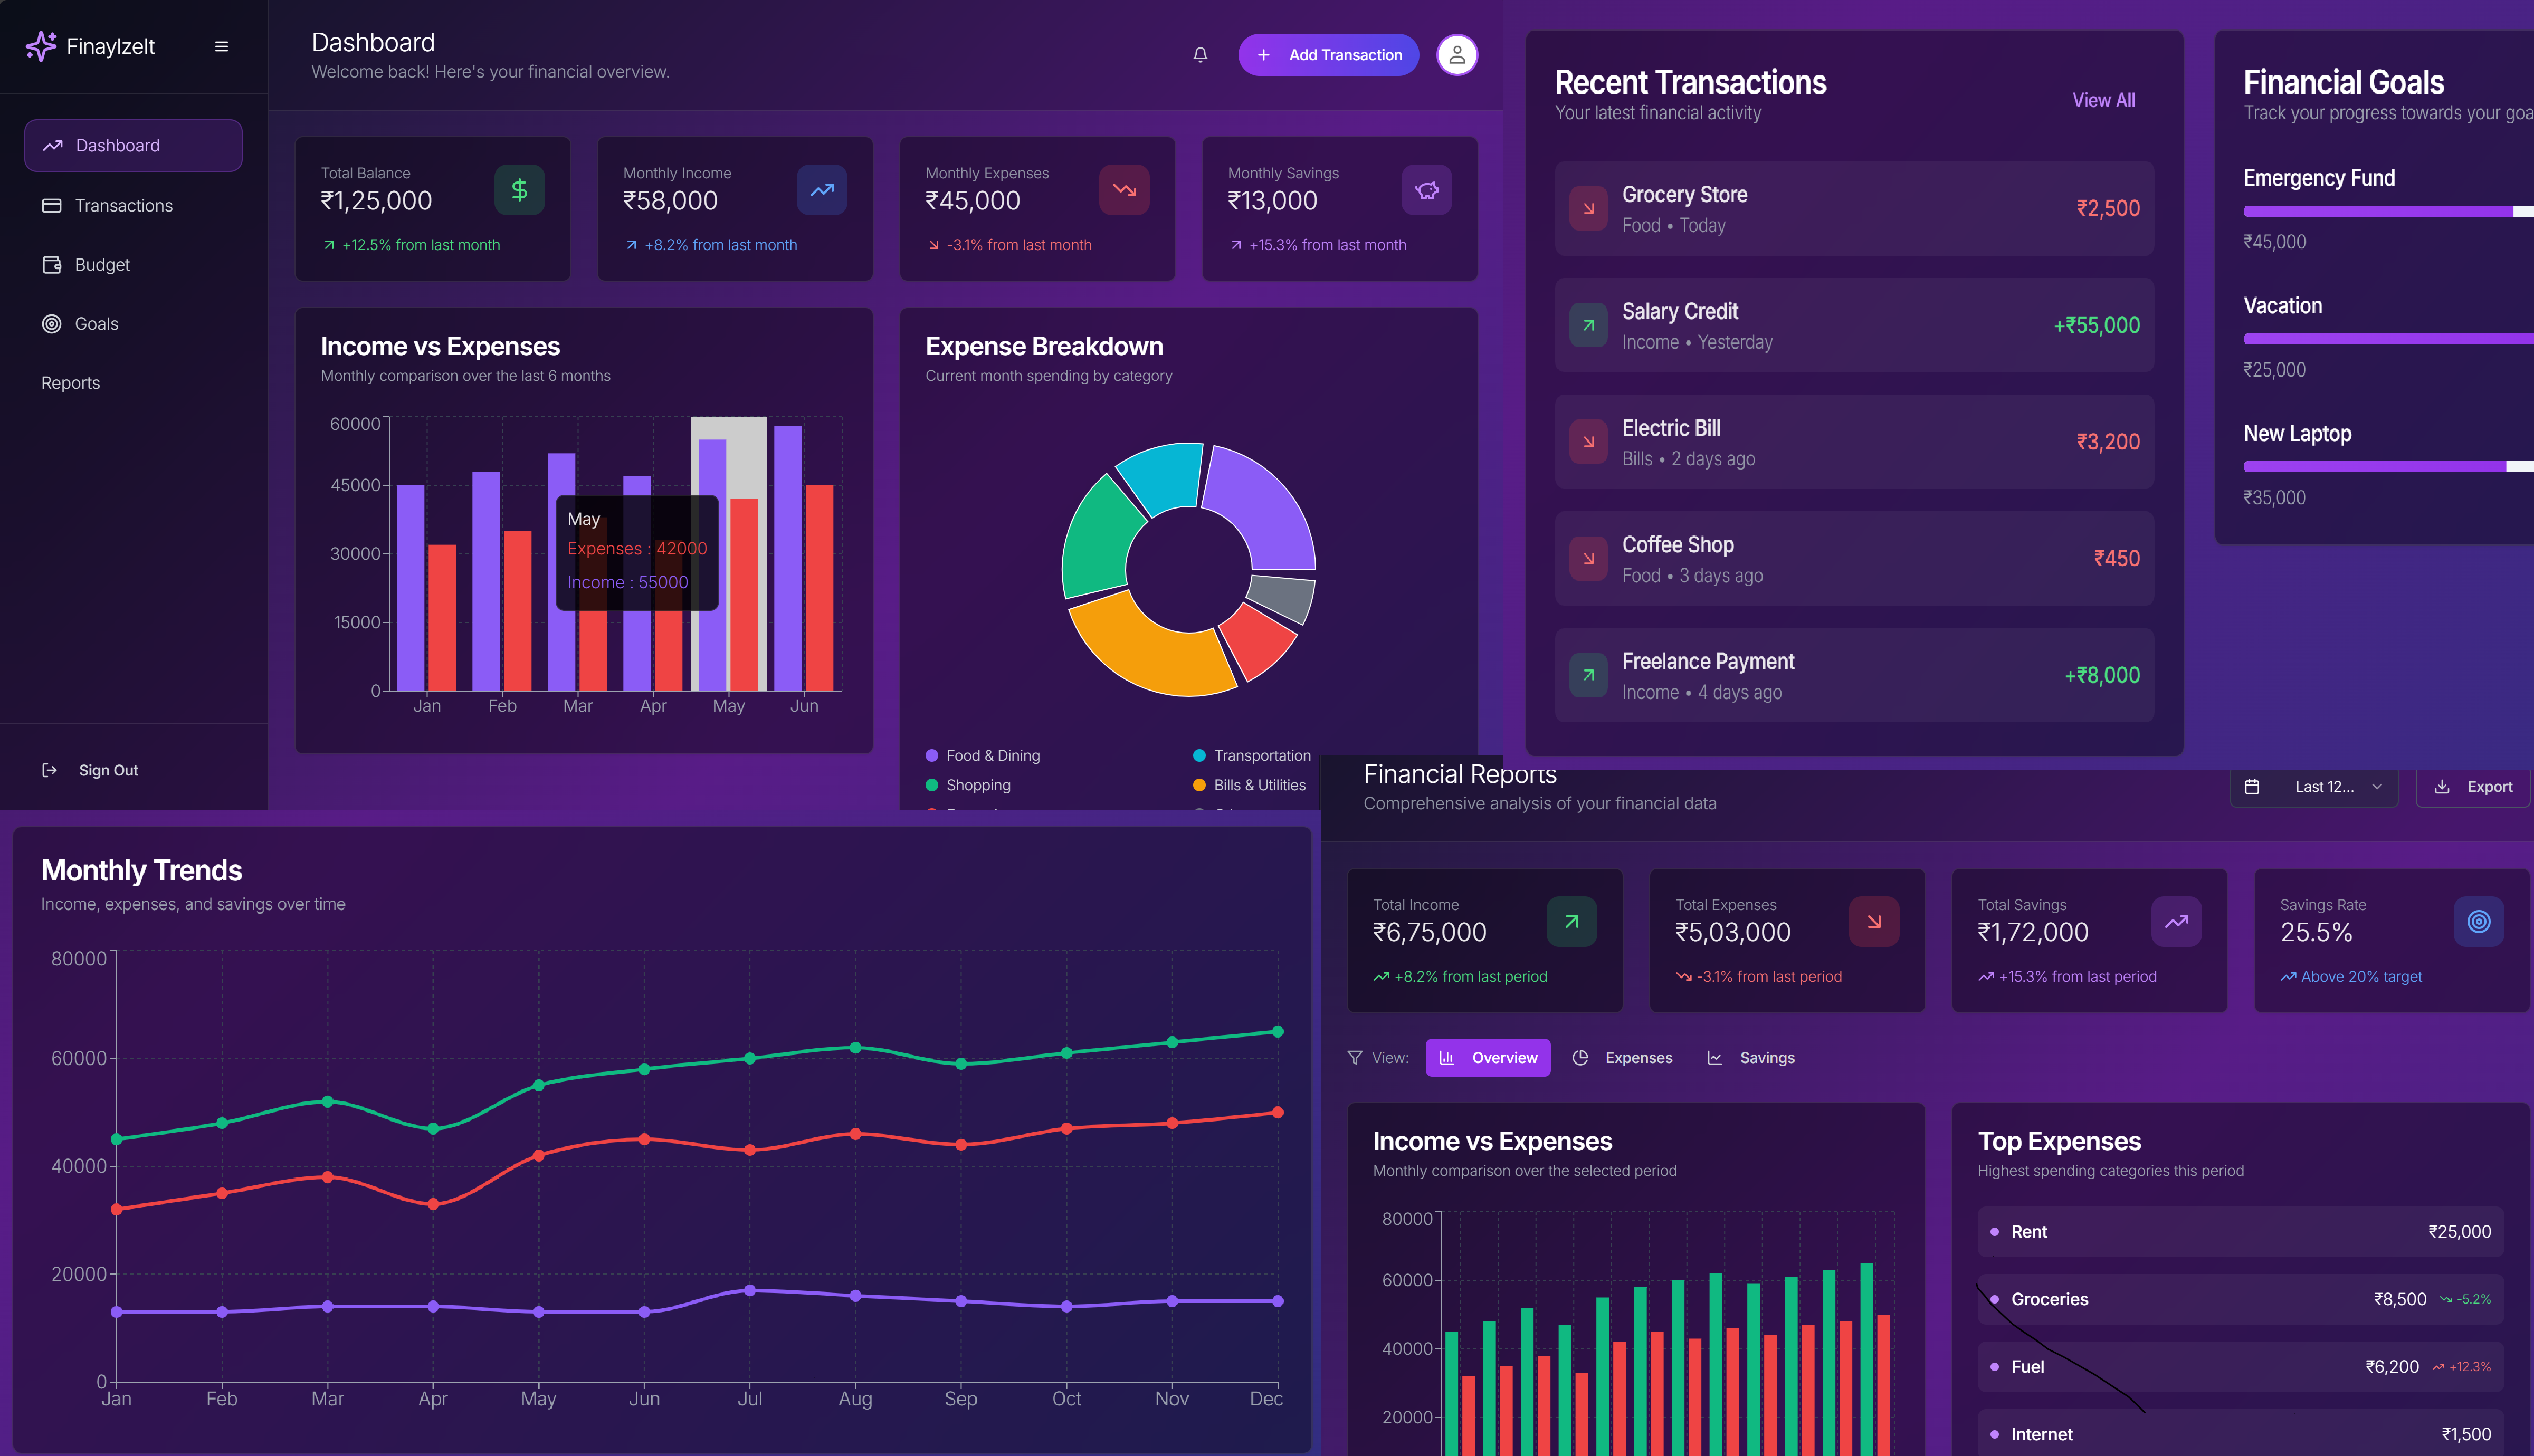 FinayIzeIt
Dashboard
Transactions
Budget
Goals
Reports
Sign Out
Dashboard
Welcome back! Here's your financial overview.
Add Transaction
Total Balance
₹1,25,000
+12.5% from last month
Monthly Income
₹58,000
+8.2% from last month
Monthly Expenses
₹45,000
-3.1% from last month
Monthly Savings
₹13,000
+15.3% from last month
Income vs Expenses
Monthly comparison over the last 6 months
60000
45000
30000
15000
0
May
Expenses : 42000
Income : 55000
Jan Feb Mar Apr May Jun
Expense Breakdown
Current month spending by category
Food & Dining
Transportation
Shopping
Bills & Utilities
Recent Transactions
Your latest financial activity
View All
Grocery Store
Food • Today
₹2,500
Salary Credit
Income • Yesterday
+₹55,000
Electric Bill
Bills • 2 days ago
₹3,200
Coffee Shop
Food • 3 days ago
₹450
Freelance Payment
Income • 4 days ago
+₹8,000
Financial Goals
Track your progress towards your goa
Emergency Fund
₹45,000
Vacation
₹25,000
New Laptop
₹35,000
Monthly Trends
Income, expenses, and savings over time
80000
60000
40000
20000
0
Jan Feb Mar Apr May Jun Jul Aug Sep Oct Nov Dec
Financial Reports
Comprehensive analysis of your financial data
Last 12...
Export
Total Income
₹6,75,000
+8.2% from last period
Total Expenses
₹5,03,000
-3.1% from last period
Total Savings
₹1,72,000
+15.3% from last period
Savings Rate
25.5%
Above 20% target
View:
Overview
Expenses
Savings
Income vs Expenses
Monthly comparison over the selected period
80000
60000
40000
20000
Top Expenses
Highest spending categories this period
Rent
₹25,000
Groceries
₹8,500
-5.2%
Fuel
₹6,200
+12.3%
Internet
₹1,500